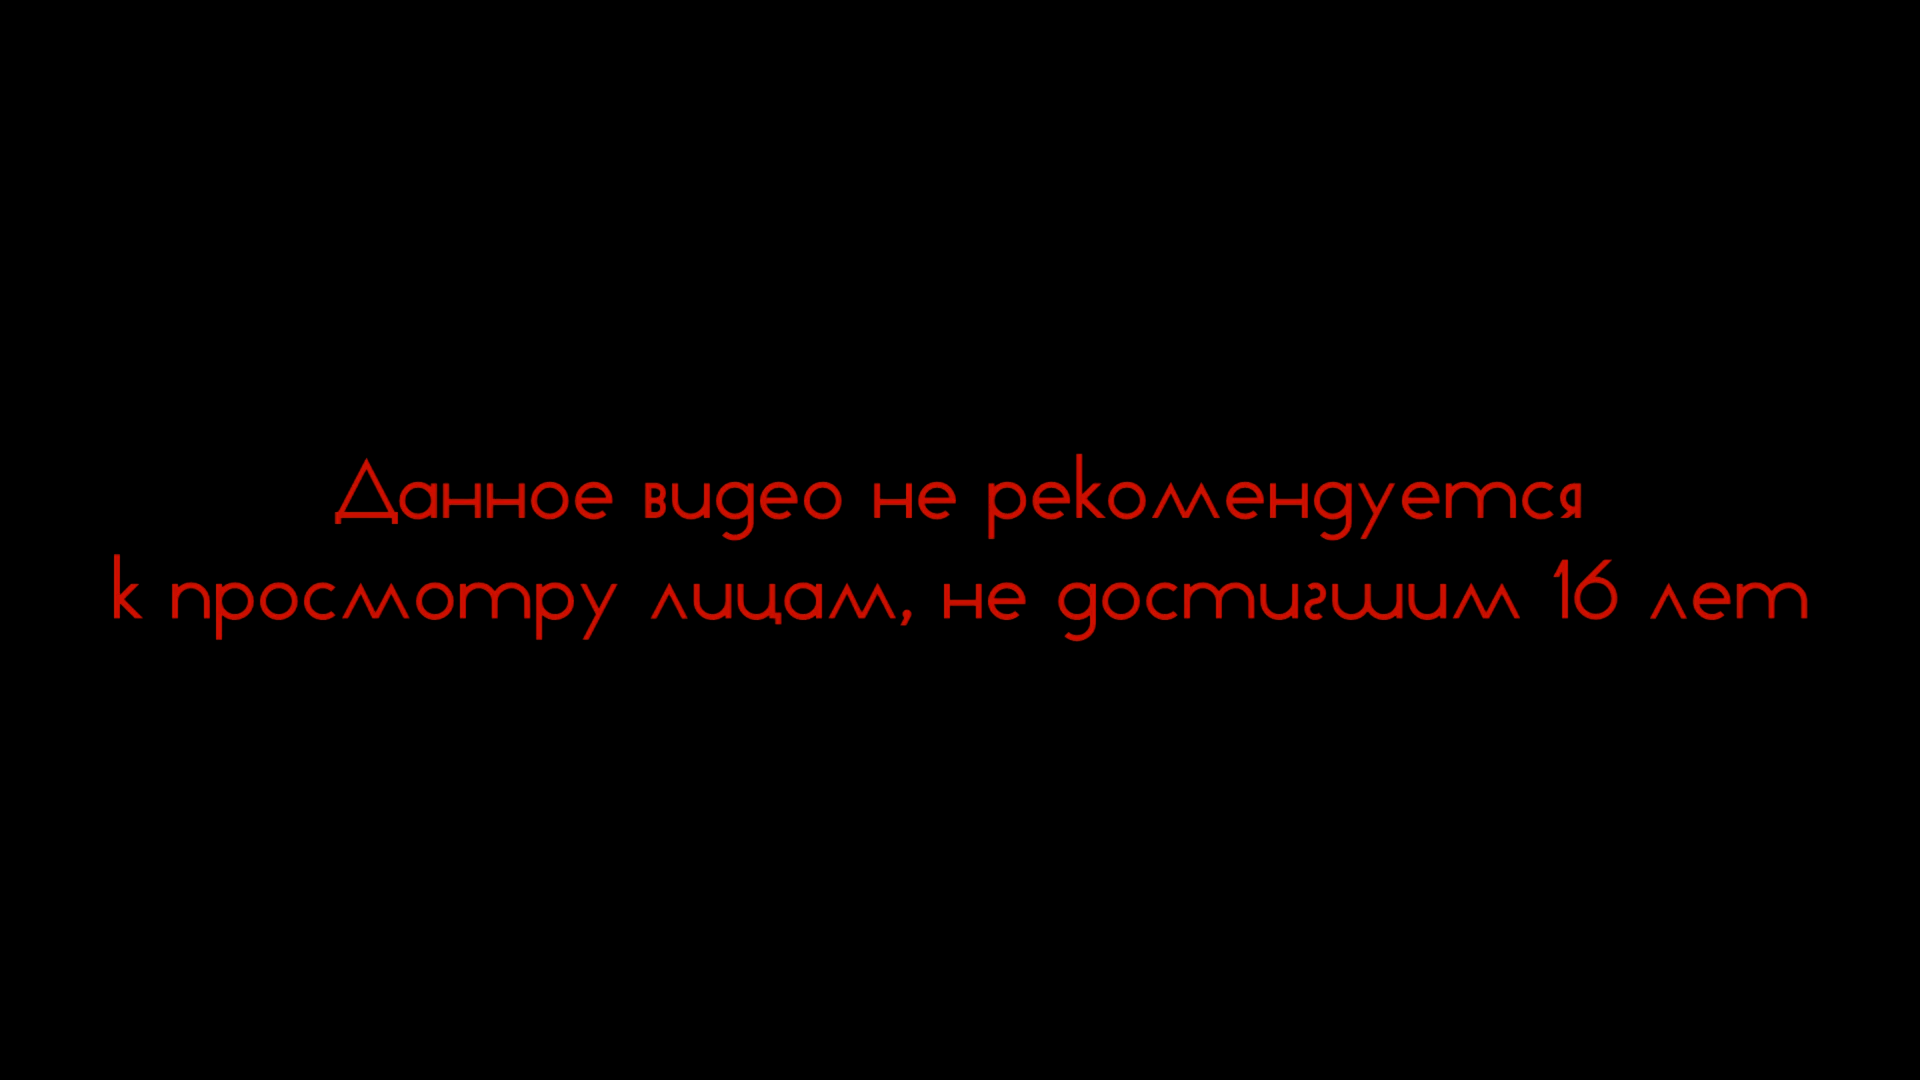 Данное видео не рекомендуется
к просмотру лицам, не достигшим 16 лет